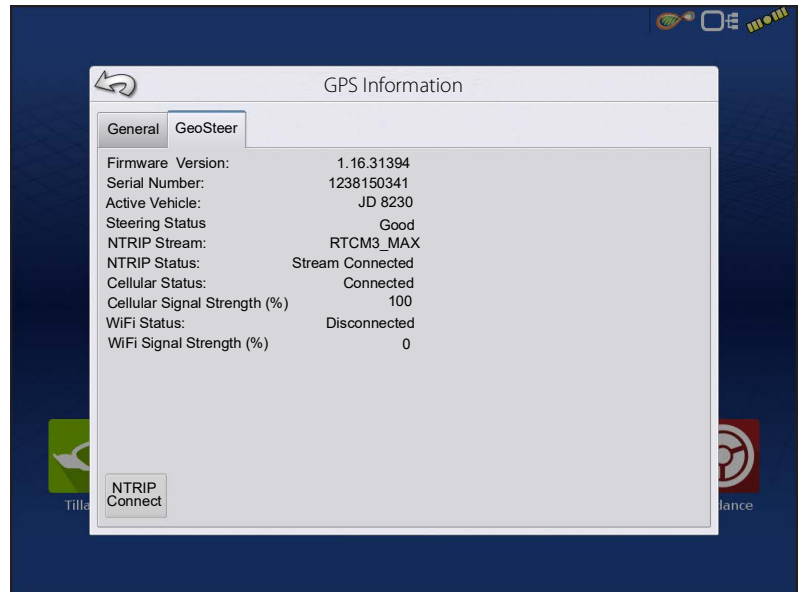 GPS Information
General GeoSteer
Firmware Version: 1.16.31394
Serial Number: 1238150341
Active Vehicle: JD 8230
Steering Status Good
NTRIP Stream: RTCM3_MAX
NTRIP Status: Stream Connected
Cellular Status: Connected
Cellular Signal Strength (%) 100
WiFi Status: Disconnected
WiFi Signal Strength (%) 0
NTRIP
Connect
Tilla
dance